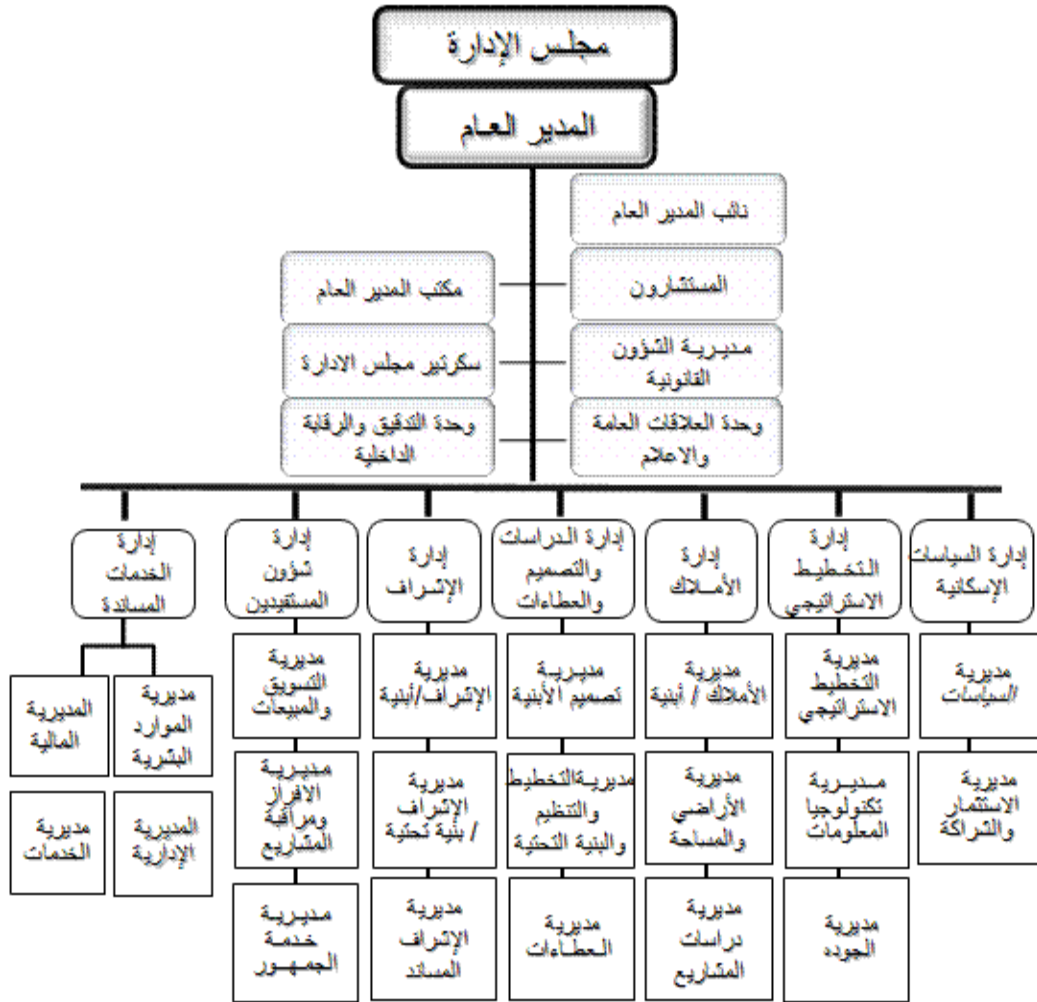 مجلس الإدارة
المدير العام
نائب المدير العام
المستشارون
مكتب المدير العام
مديرية الشؤون
القانونية
سكرتير مجلس الادارة
وحدة العلاقات العامة
والاعلام
وحدة التدقيق والرقابة
الداخلية
إدارة السياسات
الإسكانية
إدارة
التخطيط
الاستراتيجي
إدارة
الأملاك
إدارة الدراسات
والتصميم
والعطاءات
إدارة
الإشراف
إدارة
شؤون
المستفيدين
إدارة
الخدمات
المساندة
مديرية
السياسات
مديرية
التخطيط
الاستراتيجي
مديرية
الأملاك / أبنية
مديرية
تصميم الأبنية
مديرية
الإشراف/أبنية
مديرية
التسويق
والمبيعات
مديرية
الموارد
البشرية
المديرية
المالية
مديرية
الاستثمار
والشراكة
مديرية
تكنولوجيا
المعلومات
مديرية
الأراضي
والمساحة
مديريةالتخطيط
والتنظيم
والبنية التحتية
مديرية
الإشراف
/ بنية تحتية
مديرية
الافراز
ومراقبة
المشاريع
المديرية
الإدارية
مديرية
الخدمات
مديرية
الجوده
مديرية
دراسات
المشاريع
مديرية
العطاءات
مديرية
الإشراف
المساند
مديرية
خدمة
الجمهور